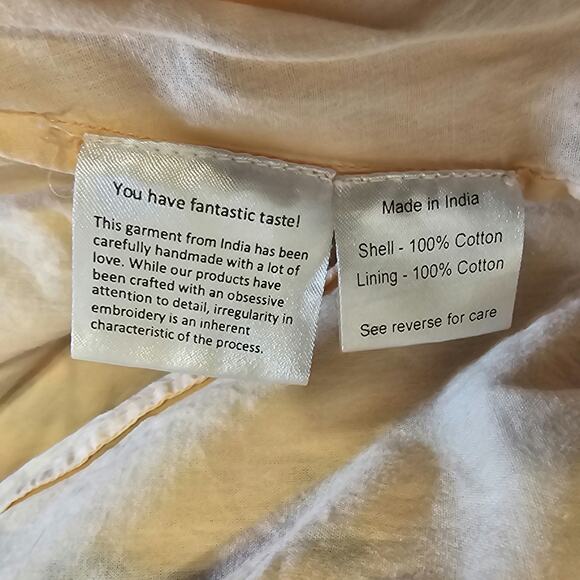 You have fantastic taste!
This garment from India has been
carefully handmade with a lot of
love. While our products have
been crafted with an obsessive
attention to detail, irregularity in
embroidery is an inherent
characteristic of the process.
Made in India
Shell - 100% Cotton
Lining - 100% Cotton
See reverse for care